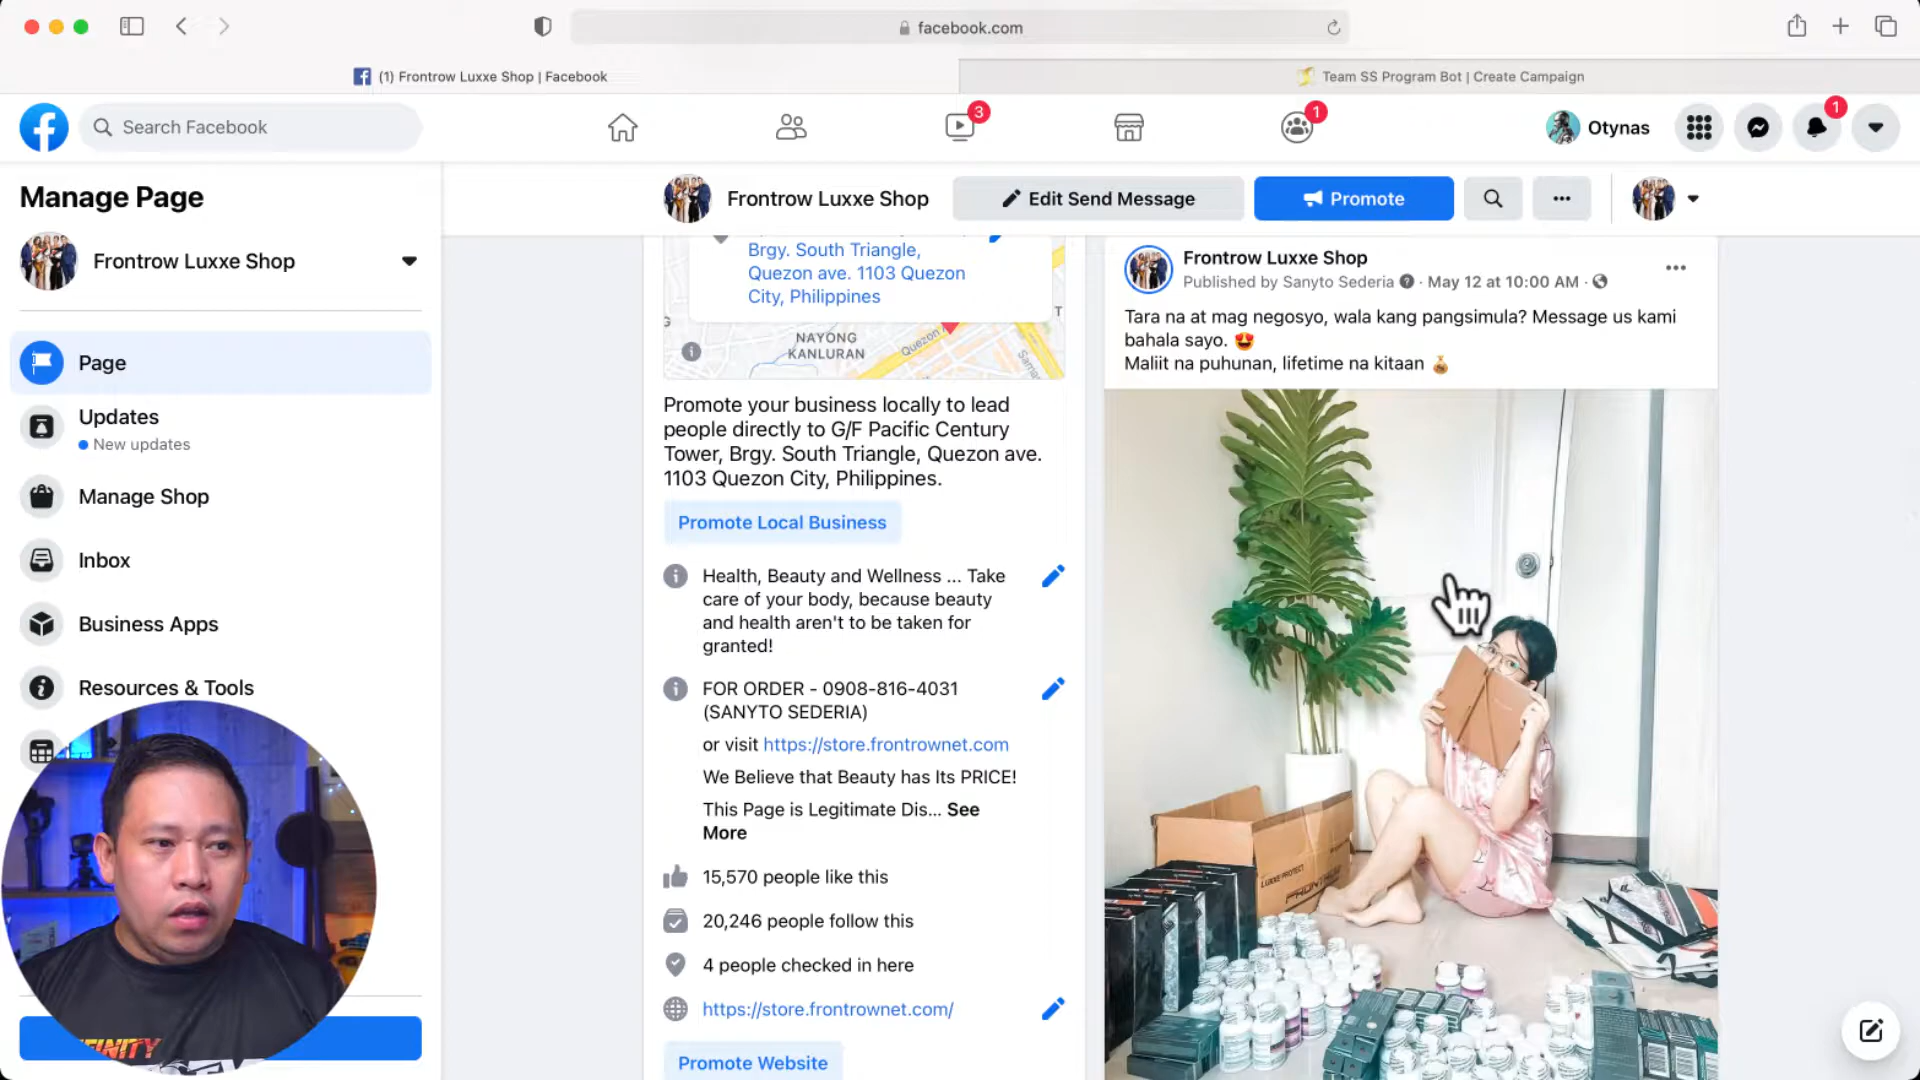 facebook.com
(1) Frontrow Luxxe Shop | Facebook
Team SS Program Bot | Create Campaign
Search Facebook
3
1
Otynas
1
Manage Page
Frontrow Luxxe Shop
Page
Updates
New updates
Manage Shop
Inbox
Business Apps
Resources & Tools
Frontrow Luxxe Shop
Edit Send Message
Promote
Brgy. South Triangle,
Quezon ave. 1103 Quezon
City, Philippines
NAYONG
KANLURAN
Quezon
Promote your business locally to lead
people directly to G/F Pacific Century
Tower, Brgy. South Triangle, Quezon ave.
1103 Quezon City, Philippines.
Promote Local Business
Health, Beauty and Wellness ... Take
care of your body, because beauty
and health aren't to be taken for
granted!
FOR ORDER - 0908-816-4031
(SANYTO SEDERIA)
or visit https://store.frontrownet.com
We Believe that Beauty has Its PRICE!
This Page is Legitimate Dis... See
More
15,570 people like this
20,246 people follow this
4 people checked in here
https://store.frontrownet.com/
Promote Website
Frontrow Luxxe Shop
Published by Sanyto Sederia · May 12 at 10:00 AM ·
Tara na at mag negosyo, wala kang pangsimula? Message us kami
bahala sayo. 😍
Maliit na puhunan, lifetime na kitaan 💰
LUXXE PROTECT